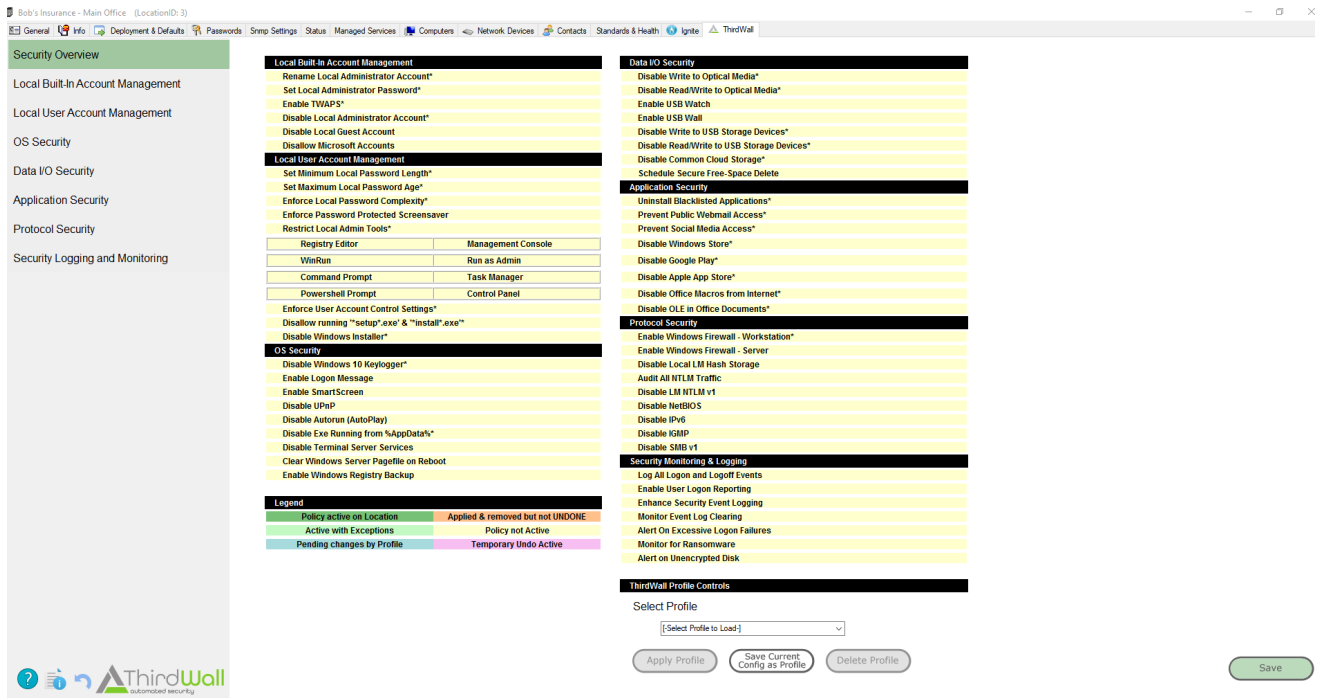 Bob's Insurance - Main Office (LocationID: 3)
General Info Deployment & Defaults Passwords Snmp Settings Status Managed Services Computers Network Devices Contacts Standards & Health Ignite ThirdWall
Security Overview
Local Built-In Account Management
Local User Account Management
OS Security
Data I/O Security
Application Security
Protocol Security
Security Logging and Monitoring
Local Built-In Account Management
Rename Local Administrator Account*
Set Local Administrator Password*
Enable TWAPS*
Disable Local Administrator Account*
Disable Local Guest Account
Disallow Microsoft Accounts
Local User Account Management
Set Minimum Local Password Length*
Set Maximum Local Password Age*
Enforce Local Password Complexity*
Enforce Password Protected Screensaver
Restrict Local Admin Tools*
Registry Editor Management Console
WinRun Run as Admin
Command Prompt Task Manager
Powershell Prompt Control Panel
Enforce User Account Control Settings*
Disallow running '*setup*.exe' & '*install*.exe'*
Disable Windows Installer*
OS Security
Disable Windows 10 Keylogger*
Enable Logon Message
Enable SmartScreen
Disable UPnP
Disable Autorun (AutoPlay)
Disable Exe Running from %AppData%*
Disable Terminal Server Services
Clear Windows Server Pagefile on Reboot
Enable Windows Registry Backup
Legend
Policy active on Location Applied & removed but not UNDONE
Active with Exceptions Policy not Active
Pending changes by Profile Temporary Undo Active
Data I/O Security
Disable Write to Optical Media*
Disable Read/Write to Optical Media*
Enable USB Watch
Enable USB Wall
Disable Write to USB Storage Devices*
Disable Read/Write to USB Storage Devices*
Disable Common Cloud Storage*
Schedule Secure Free-Space Delete
Application Security
Uninstall Blacklisted Applications*
Prevent Public Webmail Access*
Prevent Social Media Access*
Disable Windows Store*
Disable Google Play*
Disable Apple App Store*
Disable Office Macros from Internet*
Disable OLE in Office Documents*
Protocol Security
Enable Windows Firewall - Workstation*
Enable Windows Firewall - Server
Disable Local LM Hash Storage
Audit All NTLM Traffic
Disable LM NTLM v1
Disable NetBIOS
Disable IPv6
Disable IGMP
Disable SMB v1
Security Monitoring & Logging
Log All Logon and Logoff Events
Enable User Logon Reporting
Enhance Security Event Logging
Monitor Event Log Clearing
Alert On Excessive Logon Failures
Monitor for Ransomware
Alert on Unencrypted Disk
ThirdWall Profile Controls
Select Profile
[-Select Profile to Load-]
Apply Profile
Save Current
Config as Profile
Delete Profile
ThirdWall
automated security
Save